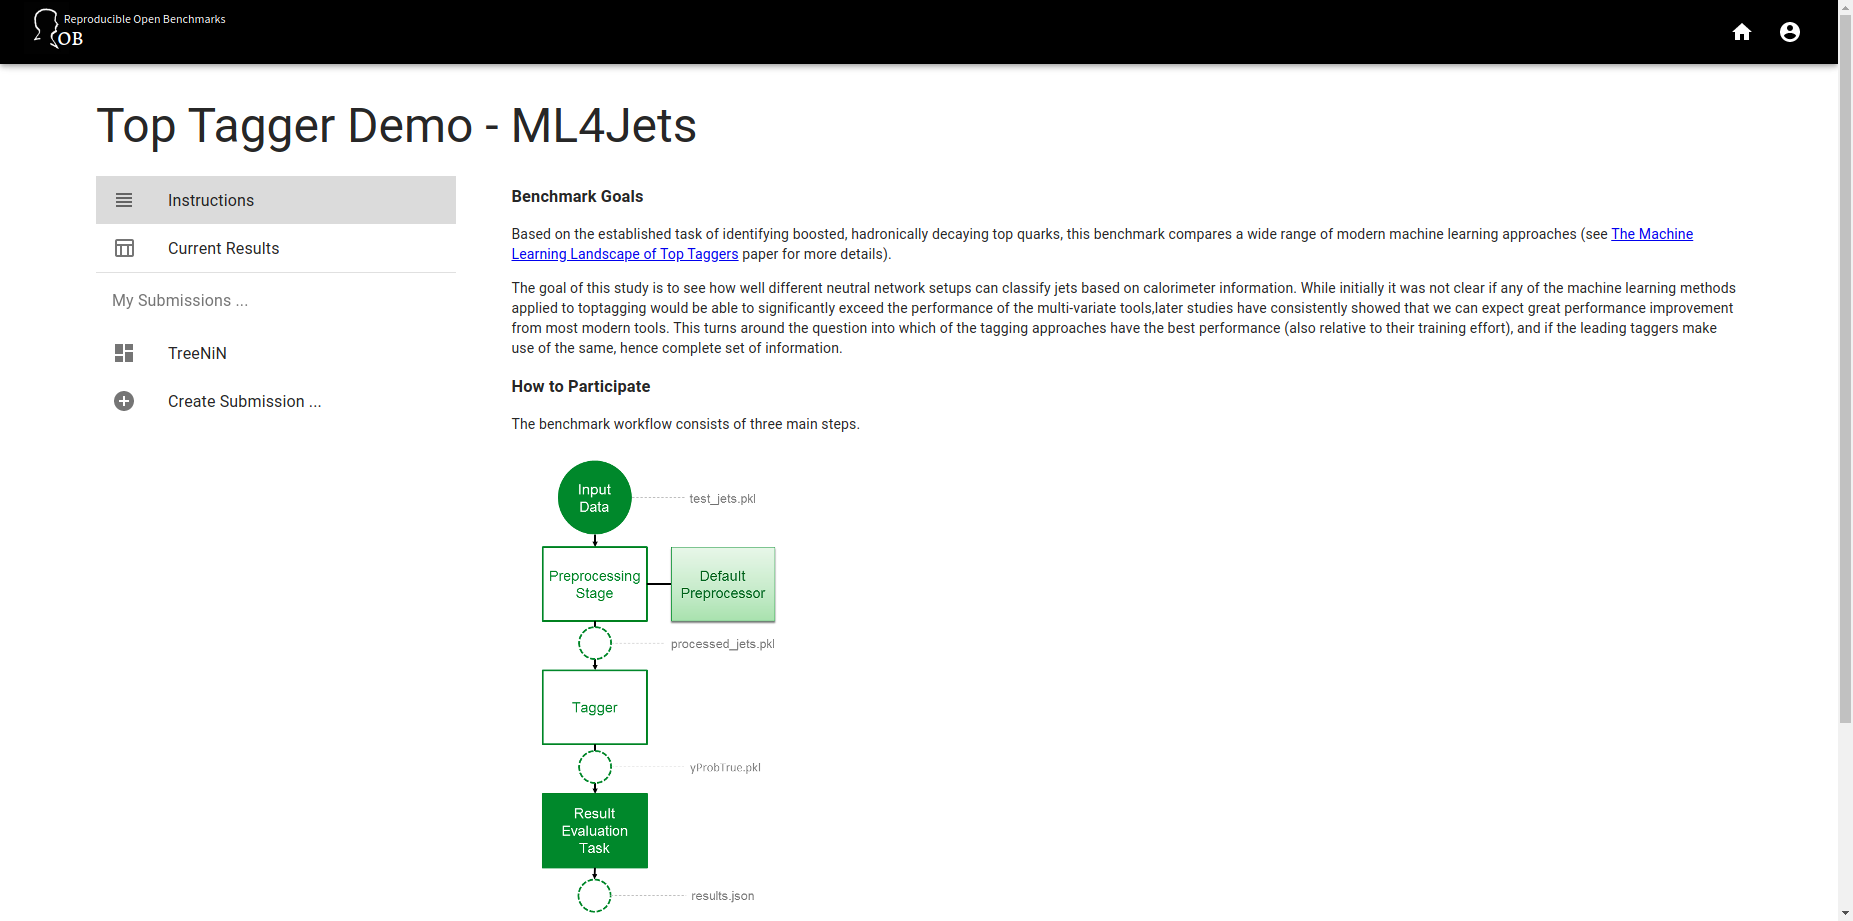 Reproducible Open Benchmarks
OB
Top Tagger Demo - ML4Jets
Instructions
Current Results
My Submissions ...
TreeNiN
Create Submission ...
Benchmark Goals
Based on the established task of identifying boosted, hadronically decaying top quarks, this benchmark compares a wide range of modern machine learning approaches (see The Machine
Learning Landscape of Top Taggers paper for more details).
The goal of this study is to see how well different neutral network setups can classify jets based on calorimeter information. While initially it was not clear if any of the machine learning methods
applied to toptagging would be able to significantly exceed the performance of the multi-variate tools,later studies have consistently showed that we can expect great performance improvement
from most modern tools. This turns around the question into which of the tagging approaches have the best performance (also relative to their training effort), and if the leading taggers make
use of the same, hence complete set of information.
How to Participate
The benchmark workflow consists of three main steps.
Input
Data
test_jets.pkl
Preprocessing
Stage
Default
Preprocessor
processed_jets.pkl
Tagger
yProbTrue.pkl
Result
Evaluation
Task
results.json